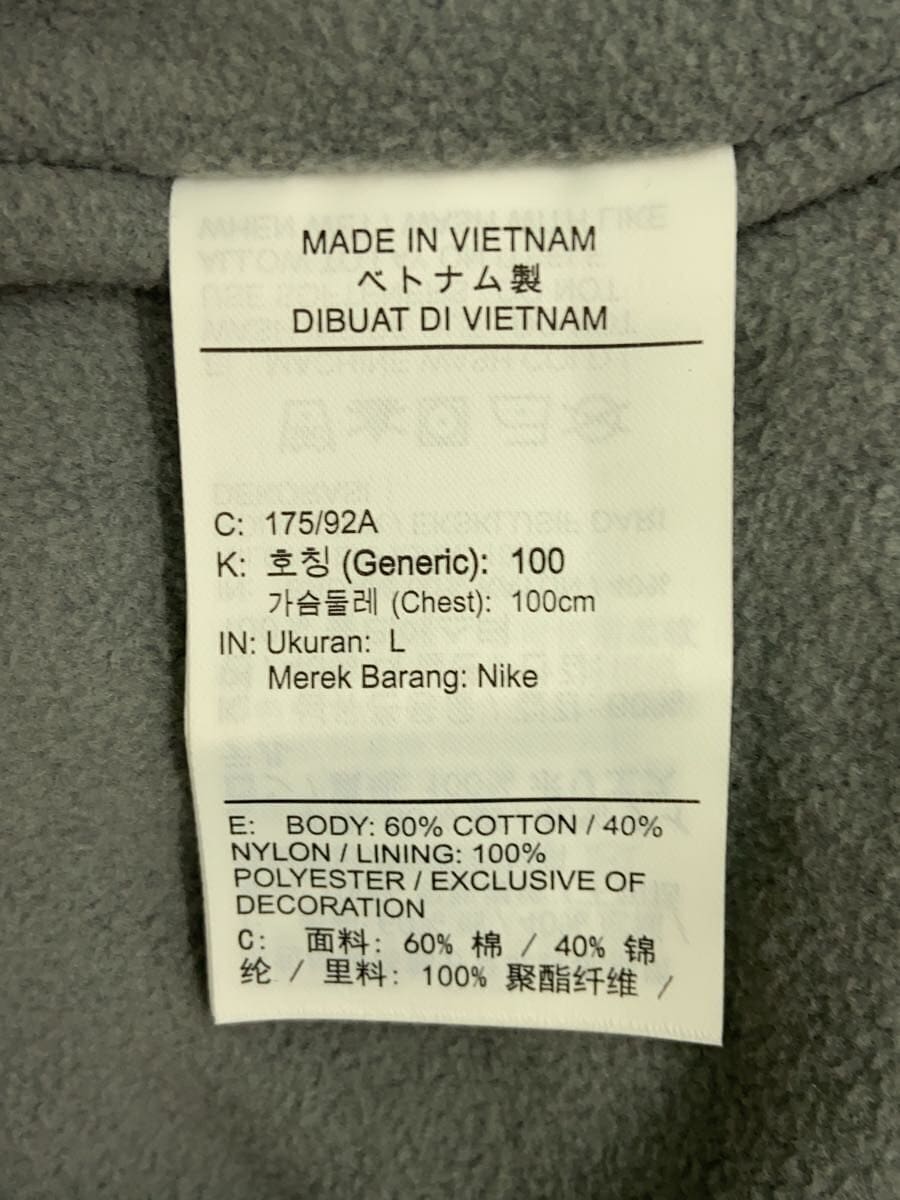 MADE IN VIETNAM
ベトナム製
DIBUAT DI VIETNAM
C: 175/92A
K: 호칭 (Generic): 100
가슴둘레 (Chest): 100cm
IN: Ukuran: L
Merek Barang: Nike
E: BODY: 60% COTTON / 40%
NYLON / LINING: 100%
POLYESTER / EXCLUSIVE OF
DECORATION
C: 面料: 60% 棉 / 40% 锦
纶 / 里料: 100% 聚酯纤维 /